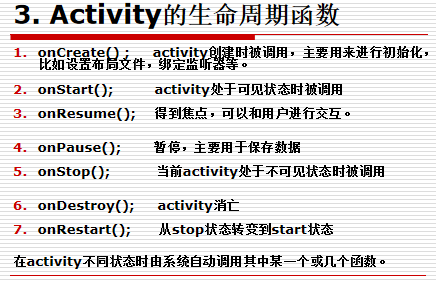 3. Activity的生命周期函数
1. onCreate() : activity创建时被调用，主要用来进行初始化，
比如设置布局文件，绑定监听器等。
2. onStart(); activity处于可见状态时被调用
3. onResume(); 得到焦点，可以和用户进行交互。
4. onPause(); 暂停，主要用于保存数据
5. onStop(); 当前activity处于不可见状态时被调用
6. onDestroy(); activity消亡
7. onRestart(); 从stop状态转变到start状态
在activity不同状态时由系统自动调用其中某一个或几个函数。